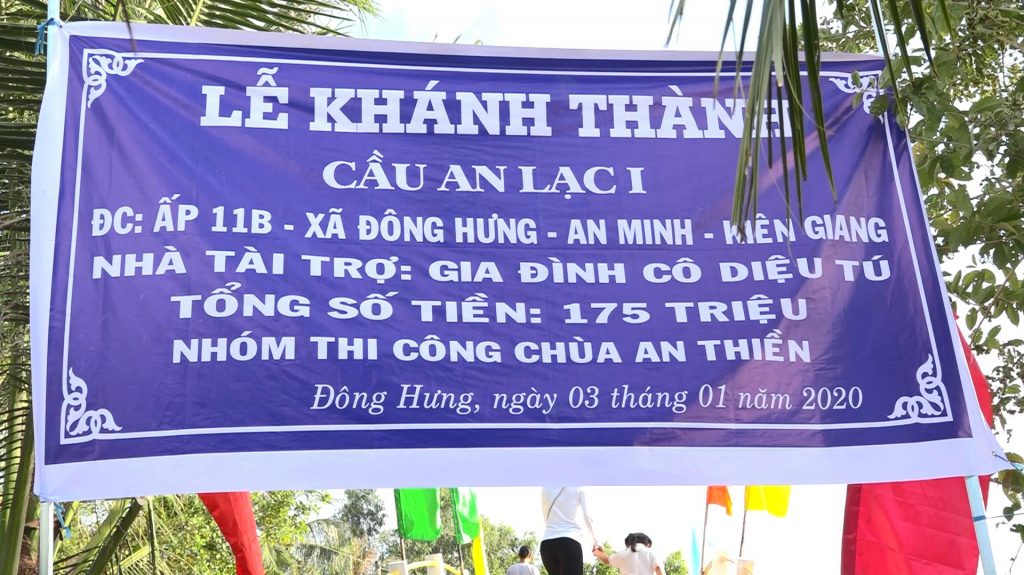 LỄ KHÁNH THÀNH
CẦU AN LẠC I
ĐC: ẤP 11B - XÃ ĐÔNG HƯNG - AN MINH - KIÊN GIANG
NHÀ TÀI TRỢ: GIA ĐÌNH CÔ DIỆU TÚ
TỔNG SỐ TIỀN: 175 TRIỆU
NHÓM THI CÔNG CHÙA AN THIỀN
Đông Hưng, ngày 03 tháng 01 năm 2020